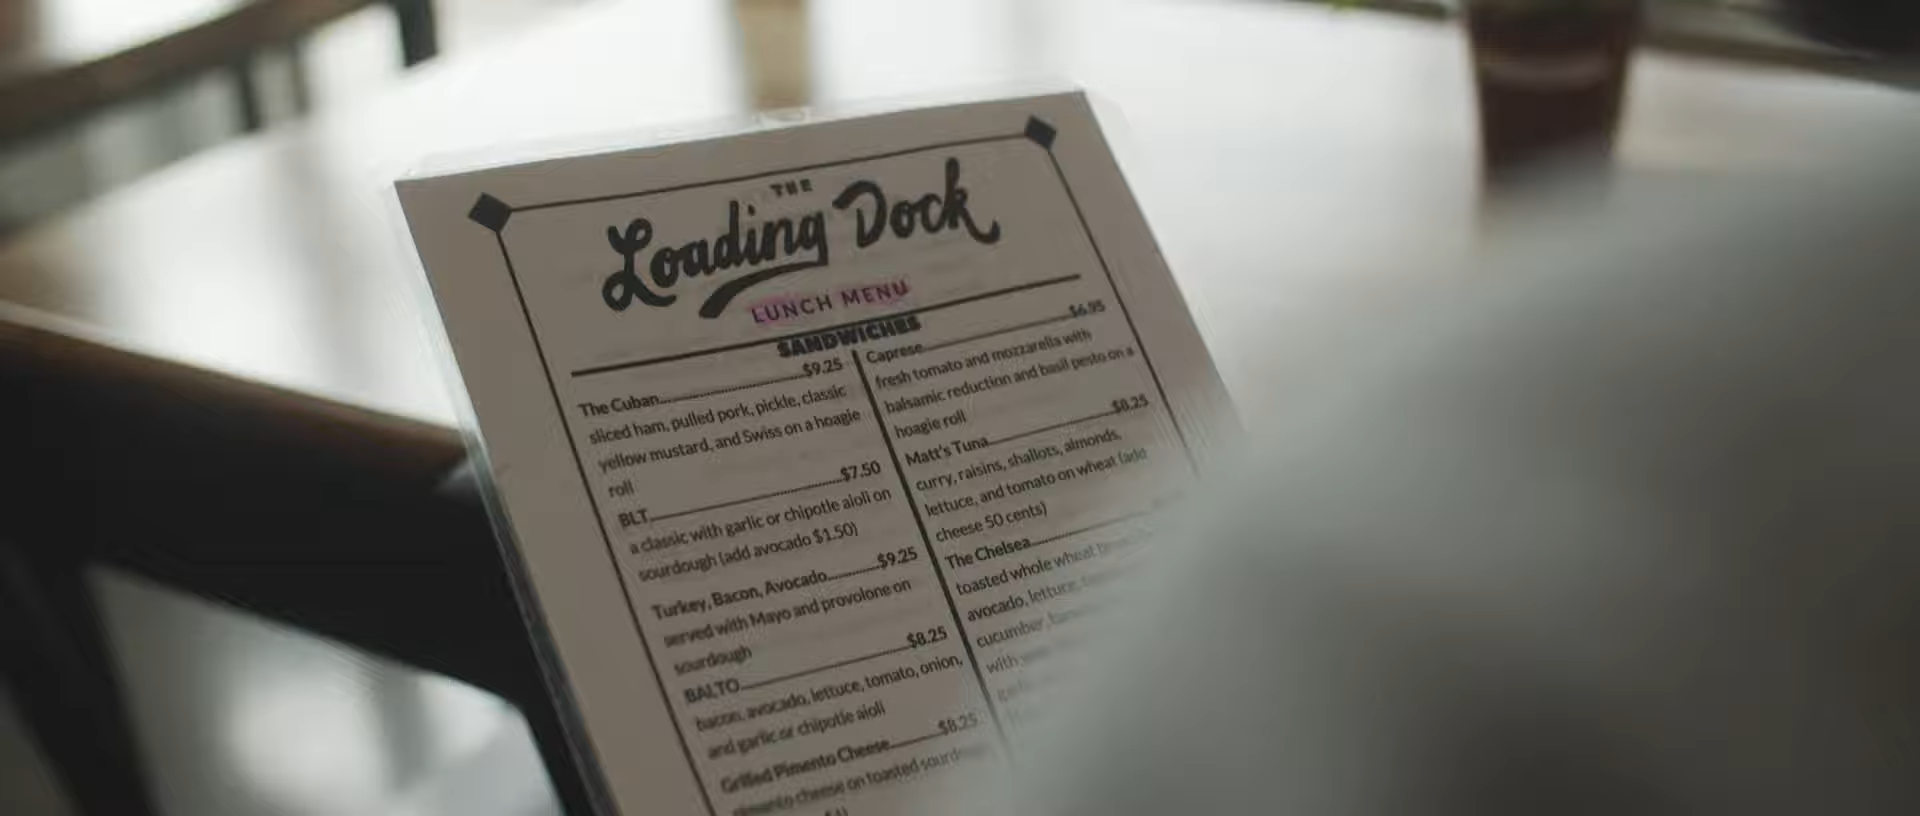 THE
Loading Dock
LUNCH MENU
SANDWICHES
The Cuban..........$9.25
sliced ham, pulled pork, pickle, classic
yellow mustard, and Swiss on a hoagie
roll
BLT..........$7.50
a classic with garlic or chipotle aioli on
sourdough (add avocado $1.50)
Turkey, Bacon, Avocado..........$9.25
served with Mayo and provolone on
sourdough
BALTO..........$8.25
bacon, avocado, lettuce, tomato, onion,
and garlic or chipotle aioli
Grilled Pimento Cheese..........$8.25
pimento cheese on toasted
Caprese..........$6.95
fresh tomato and mozzarella with
balsamic reduction and basil pesto on a
hoagie roll
Matt's Tuna..........$8.25
curry, raisins, shallots, almonds,
lettuce, and tomato on wheat (add
cheese 50 cents)
The Chelsea..........
toasted whole wheat
avocado, lettuce,
cucumber,
with